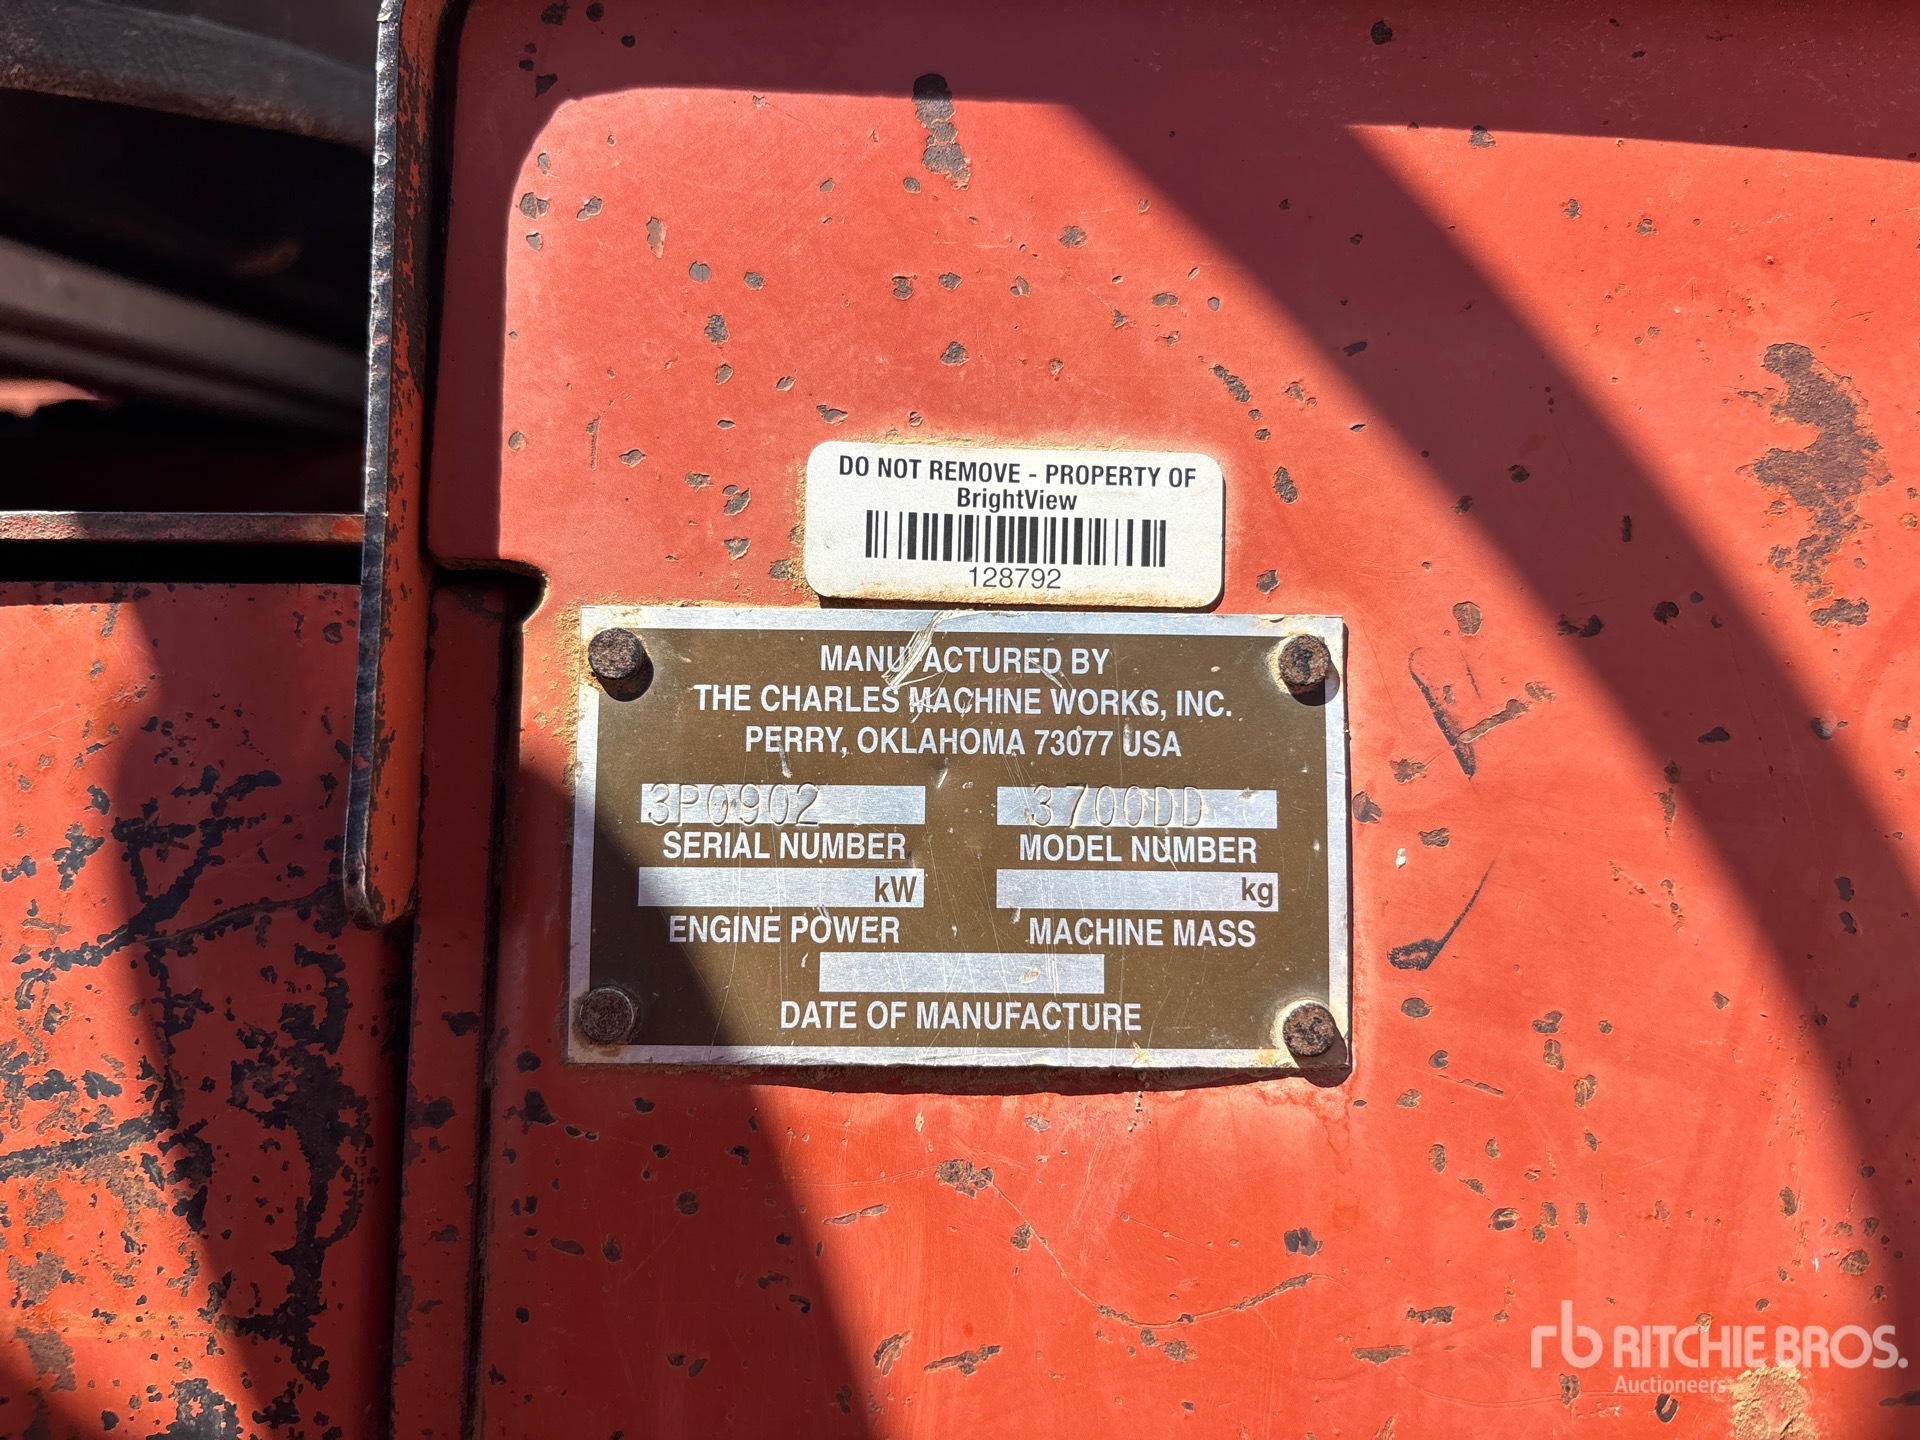 DO NOT REMOVE - PROPERTY OF
BrightView
128792
MANUFACTURED BY
THE CHARLES MACHINE WORKS, INC.
PERRY, OKLAHOMA 73077 USA
3P0902 3700DD
SERIAL NUMBER MODEL NUMBER
kW kg
ENGINE POWER MACHINE MASS
DATE OF MANUFACTURE
rb RITCHIE BROS.
Auctioneers